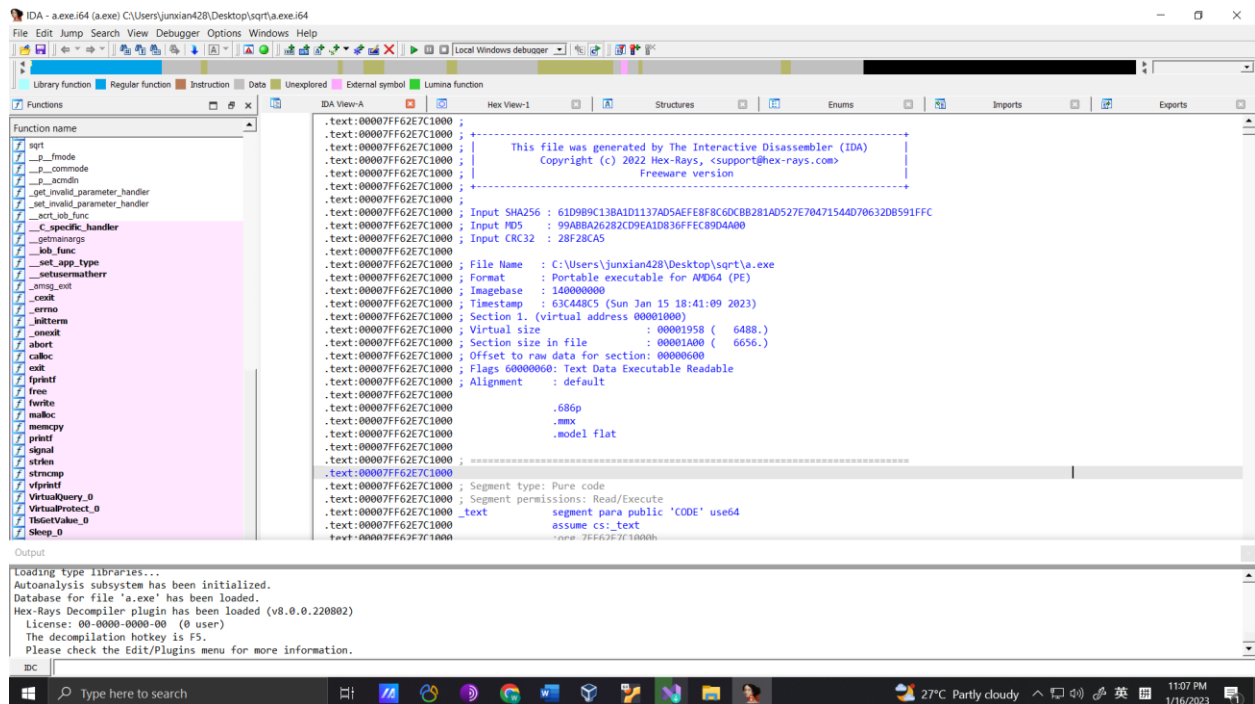 IDA - a.exe.i64 (a.exe) C:\Users\junxian428\Desktop\sqrt\a.exe.i64
File Edit Jump Search View Debugger Options Windows Help
Local Windows debugger
Library function Regular function Instruction Data Unexplored External symbol Lumina function
Functions
IDA View-A Hex View-1 Structures Enums Imports Exports
Function name
sqrt
__p__fmode
__p__commode
__p__acmdln
_get_invalid_parameter_handler
_set_invalid_parameter_handler
__acrt_iob_func
__C_specific_handler
__getmainargs
__iob_func
__set_app_type
__setusermatherr
_amsg_exit
_cexit
_errno
_initterm
_onexit
abort
calloc
exit
fprintf
free
fwrite
malloc
memcpy
printf
signal
strlen
strncmp
vfprintf
VirtualQuery_0
VirtualProtect_0
TlsGetValue_0
Sleep_0
.text:00007FF62E7C1000 ;
.text:00007FF62E7C1000 ; +-------------------------------------------------------------------------+
.text:00007FF62E7C1000 ; | This file was generated by The Interactive Disassembler (IDA) |
.text:00007FF62E7C1000 ; | Copyright (c) 2022 Hex-Rays, <support@hex-rays.com> |
.text:00007FF62E7C1000 ; | Freeware version |
.text:00007FF62E7C1000 ; +-------------------------------------------------------------------------+
.text:00007FF62E7C1000 ;
.text:00007FF62E7C1000 ; Input SHA256 : 61D9B9C13BA1D1137AD5AEFE8F8C6DCBB281AD527E70471544D70632DB591FFC
.text:00007FF62E7C1000 ; Input MD5 : 99ABBA26282CD9EA1D836FFEC89D4A00
.text:00007FF62E7C1000 ; Input CRC32 : 28F28CA5
.text:00007FF62E7C1000
.text:00007FF62E7C1000 ; File Name : C:\Users\junxian428\Desktop\sqrt\a.exe
.text:00007FF62E7C1000 ; Format : Portable executable for AMD64 (PE)
.text:00007FF62E7C1000 ; Imagebase : 140000000
.text:00007FF62E7C1000 ; Timestamp : 63C448C5 (Sun Jan 15 18:41:09 2023)
.text:00007FF62E7C1000 ; Section 1. (virtual address 00001000)
.text:00007FF62E7C1000 ; Virtual size : 00001958 ( 6488.)
.text:00007FF62E7C1000 ; Section size in file : 00001A00 ( 6656.)
.text:00007FF62E7C1000 ; Offset to raw data for section: 00000600
.text:00007FF62E7C1000 ; Flags 60000060: Text Data Executable Readable
.text:00007FF62E7C1000 ; Alignment : default
.text:00007FF62E7C1000
.text:00007FF62E7C1000 .686p
.text:00007FF62E7C1000 .mmx
.text:00007FF62E7C1000 .model flat
.text:00007FF62E7C1000
.text:00007FF62E7C1000 ; ===========================================================================
.text:00007FF62E7C1000
.text:00007FF62E7C1000 ; Segment type: Pure code
.text:00007FF62E7C1000 ; Segment permissions: Read/Execute
.text:00007FF62E7C1000 _text segment para public 'CODE' use64
.text:00007FF62E7C1000 assume cs:_text
.text:00007FF62E7C1000 ;org 7FF62E7C1000h
Output
Loading type libraries...
Autoanalysis subsystem has been initialized.
Database for file 'a.exe' has been loaded.
Hex-Rays Decompiler plugin has been loaded (v8.0.0.220802)
License: 00-0000-0000-00 (0 user)
The decompilation hotkey is F5.
Please check the Edit/Plugins menu for more information.
IDC
Type here to search
27°C Partly cloudy
英
11:07 PM
1/16/2023